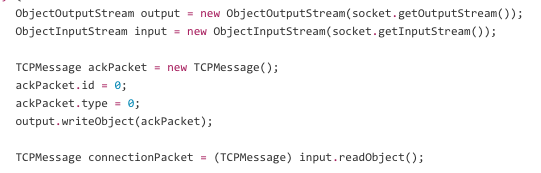 ObjectOutputStream output = new ObjectOutputStream(socket.getOutputStream());
ObjectInputStream input = new ObjectInputStream(socket.getInputStream());
TCPMessage ackPacket = new TCPMessage();
ackPacket.id = 0;
ackPacket.type = 0;
output.writeObject(ackPacket);
TCPMessage connectionPacket = (TCPMessage) input.readObject();